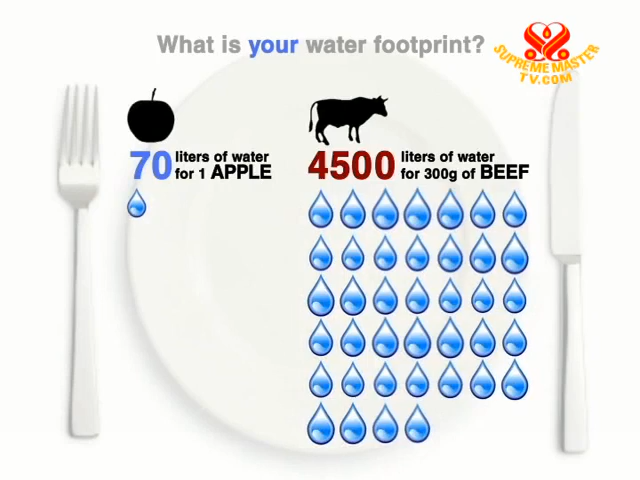 What is your water footprint?
SUPREME MASTER
TV.COM
70 liters of water
for 1 APPLE
4500 liters of water
for 300g of BEEF